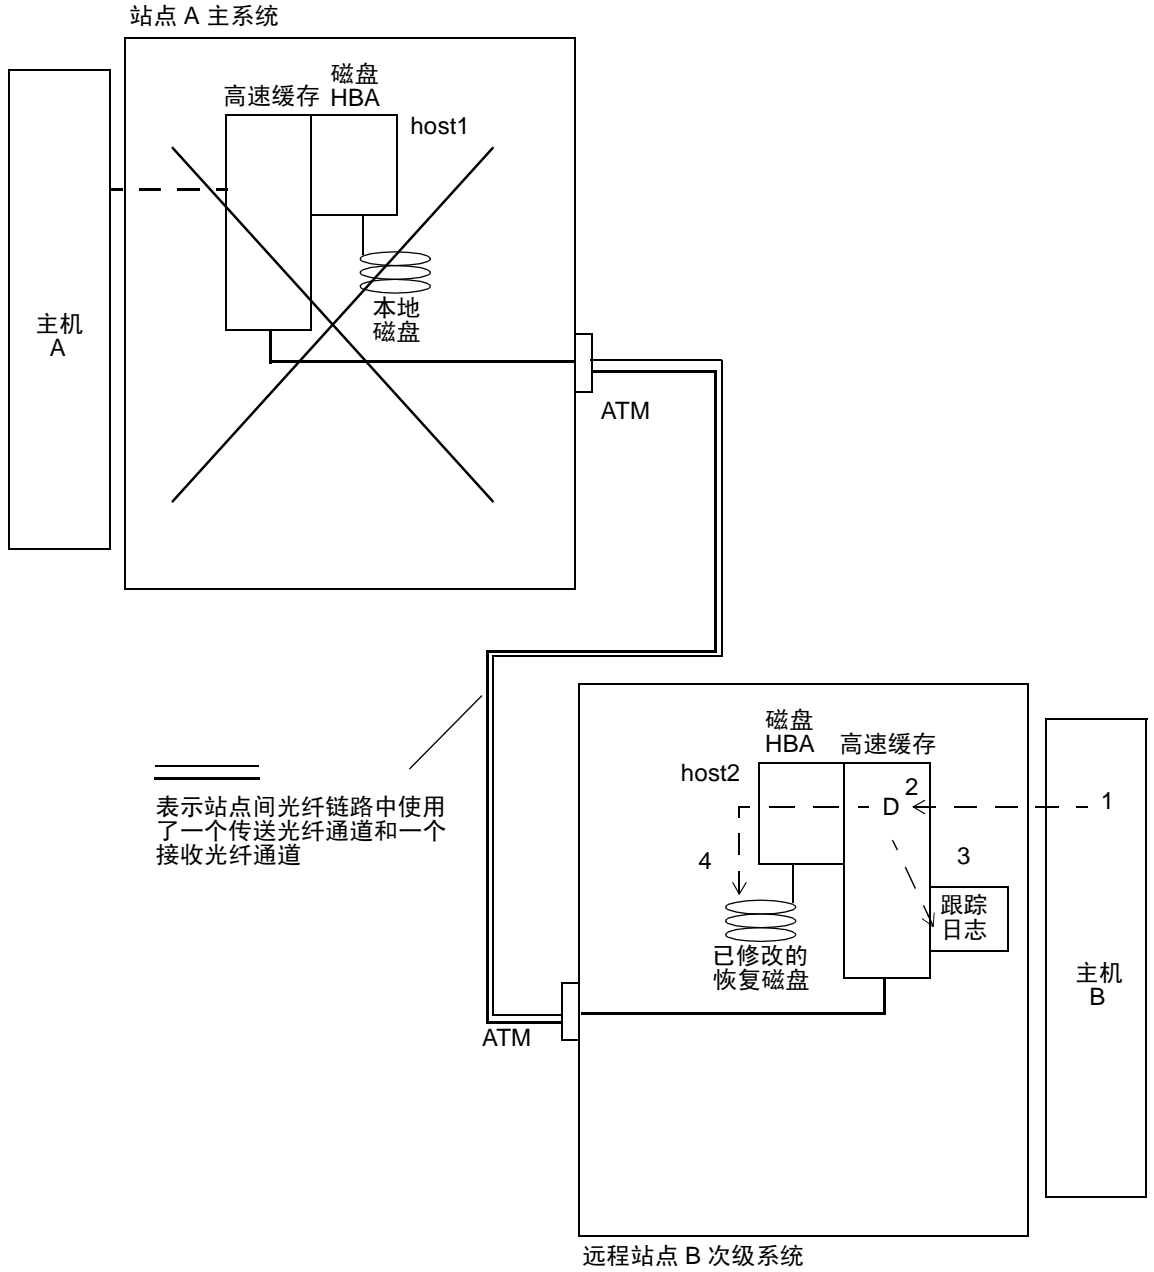 站点 A 主系统
磁盘
HBA
高速缓存
host1
本地
磁盘
主机
A
ATM
表示站点间光纤链路中使用
了一个传送光纤通道和一个
接收光纤通道
磁盘
HBA
高速缓存
host2
2
D
1
4
3
跟踪
日志
已修改的
恢复磁盘
主机
B
ATM
远程站点 B 次级系统